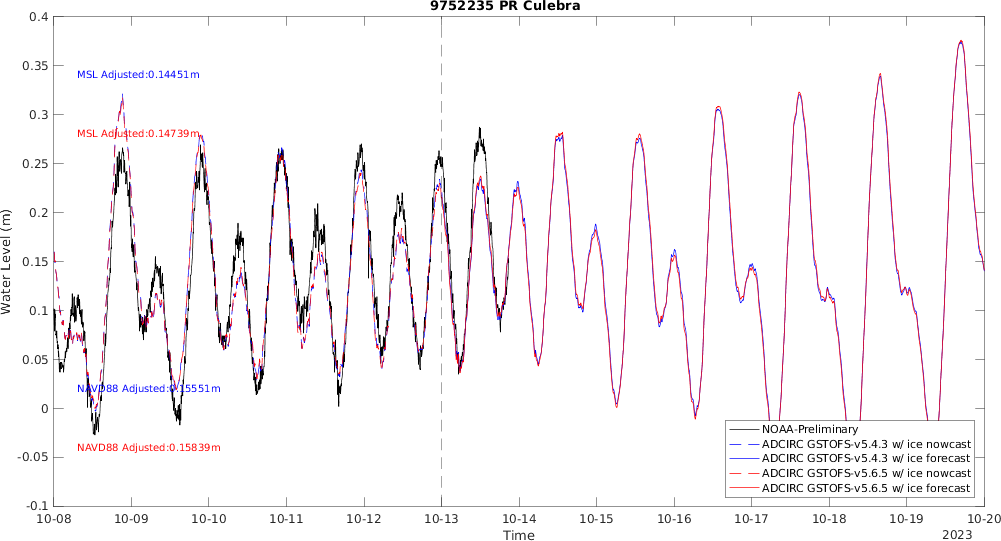 9752235 PR Culebra
0.4
0.35
0.3
0.25
0.2
0.15
0.1
0.05
0
-0.05
-0.1
Water Level (m)
MSL Adjusted:0.14451m
MSL Adjusted:0.14739m
NAVD88 Adjusted:0.15551m
NAVD88 Adjusted:0.15839m
NOAA-Preliminary
ADCIRC GSTOFS-v5.4.3 w/ ice nowcast
ADCIRC GSTOFS-v5.4.3 w/ ice forecast
ADCIRC GSTOFS-v5.6.5 w/ ice nowcast
ADCIRC GSTOFS-v5.6.5 w/ ice forecast
10-08 10-09 10-10 10-11 10-12 10-13 10-14 10-15 10-16 10-17 10-18 10-19 10-20
Time
2023